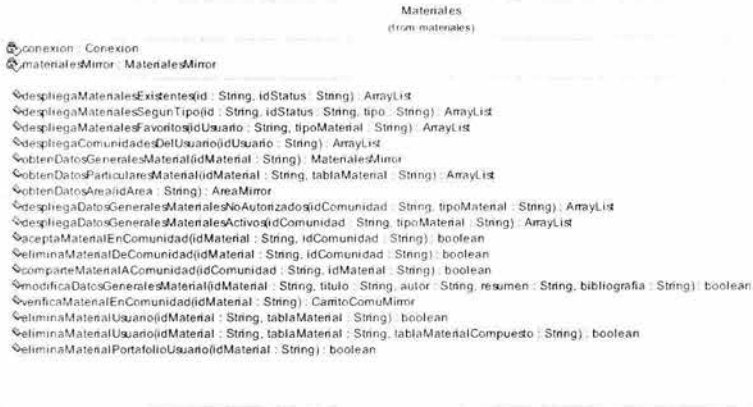 Materiales
(from materiales)
conexion : Conexion
materialesMirror : MaterialesMirror
despliegaMaterialesExistentes(id : String, idStatus : String) : ArrayList
despliegaMaterialesSegunTipo(id : String, idStatus : String, tipo : String) : ArrayList
despliegaMaterialesFavoritos(idUsuario : String, tipoMaterial : String) : ArrayList
despliegaComunidadesDelUsuario(idUsuario : String) : ArrayList
obtenDatosGeneralesMaterial(idMaterial : String) : MaterialesMirror
obtenDatosParticularesMaterial(idMaterial : String, tablaMaterial : String) : ArrayList
obtenDatosArea(idArea : String) : AreaMirror
despliegaDatosGeneralesMaterialesNoAutorizados(idComunidad : String, tipoMaterial : String) : ArrayList
despliegaDatosGeneralesMaterialesActivos(idComunidad : String, tipoMaterial : String) : ArrayList
aceptaMaterialEnComunidad(idMaterial : String, idComunidad : String) : boolean
eliminaMaterialDeComunidad(idMaterial : String, idComunidad : String) : boolean
comparteMaterialAComunidad(idComunidad : String, idMaterial : String) : boolean
modificaDatosGeneralesMaterial(idMaterial : String, titulo : String, autor : String, resumen : String, bibliografia : String) : boolean
verificaMaterialEnComunidad(idMaterial : String) : CarritoComuMirror
eliminaMaterialUsuario(idMaterial : String, tablaMaterial : String) : boolean
eliminaMaterialUsuario(idMaterial : String, tablaMaterial : String, tablaMaterialCompuesto : String) : boolean
eliminaMaterialPortafolioUsuario(idMaterial : String) : boolean